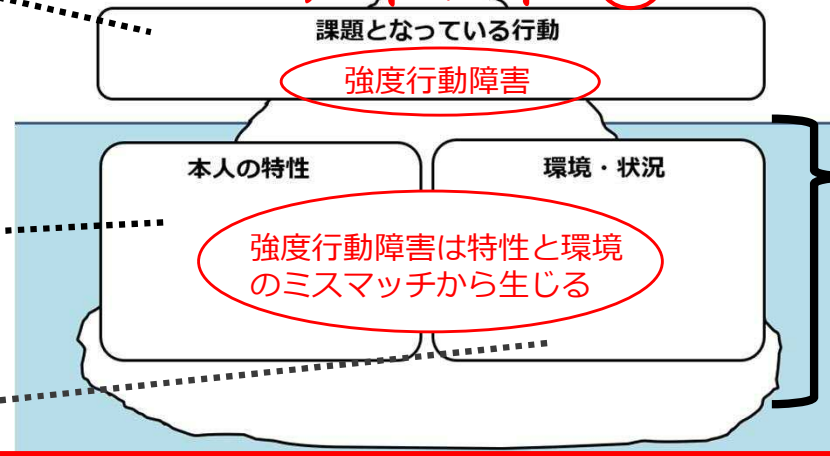 課題となっている行動
強度行動障害
本人の特性
環境・状況
強度行動障害は特性と環境
のミスマッチから生じる